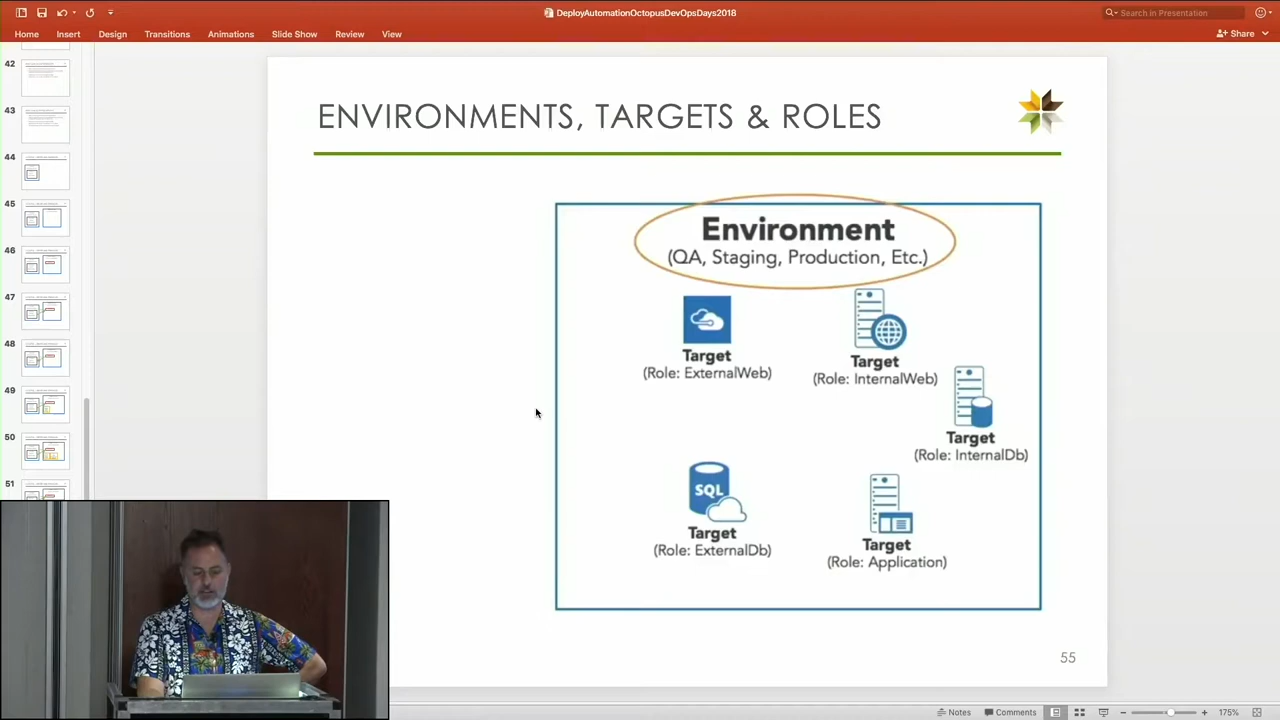 DeployAutomationOctopusDevOpsDays2018
Search in Presentation
Home Insert Design Transitions Animations Slide Show Review View
Share
42
43
44
45
46
47
48
49
50
51
ENVIRONMENTS, TARGETS & ROLES
Environment
(QA, Staging, Production, Etc.)
Target
(Role: ExternalWeb)
Target
(Role: InternalWeb)
Target
(Role: InternalDb)
SQL
Target
(Role: ExternalDb)
Target
(Role: Application)
55
Notes Comments 175%